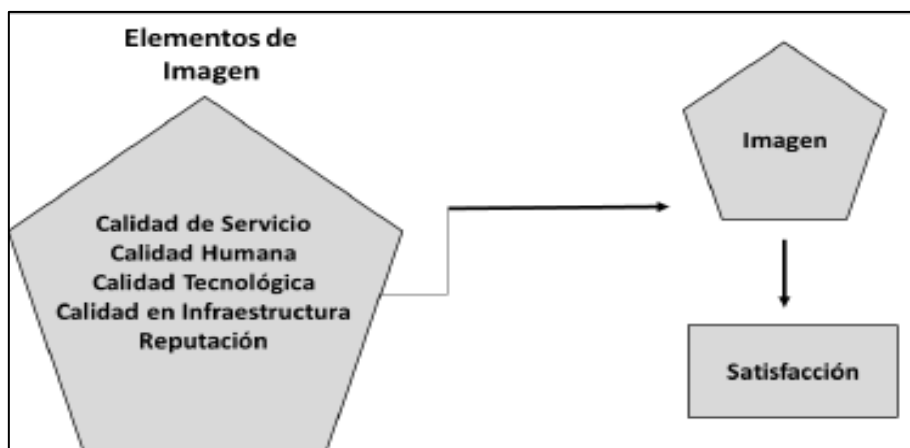 Elementos de
Imagen
Calidad de Servicio
Calidad Humana
Calidad Tecnológica
Calidad en Infraestructura
Reputación
Imagen
Satisfacción